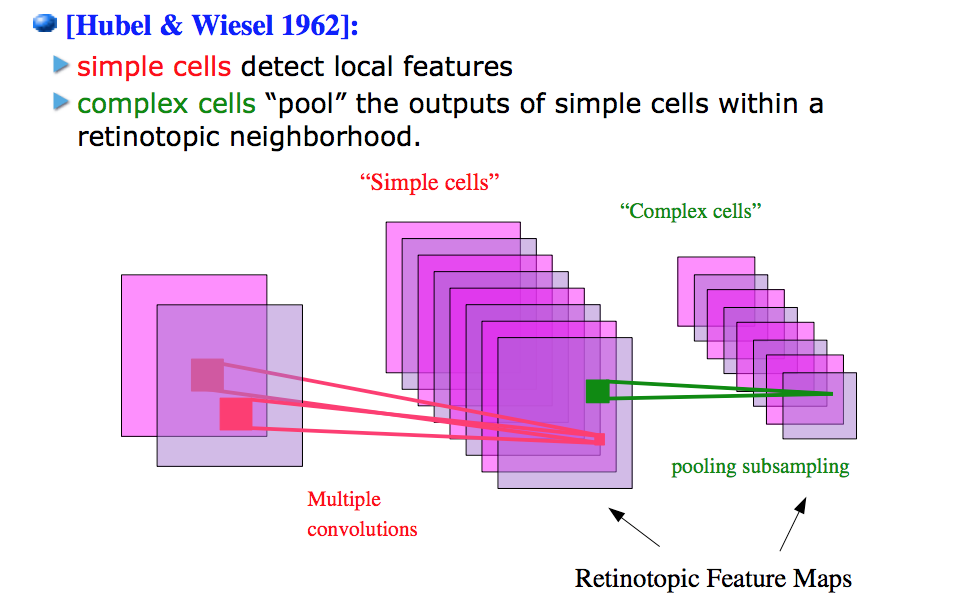 [Hubel & Wiesel 1962]:
simple cells detect local features
complex cells “pool” the outputs of simple cells within a
retinotopic neighborhood.
“Simple cells”
“Complex cells”
pooling subsampling
Multiple
convolutions
Retinotopic Feature Maps